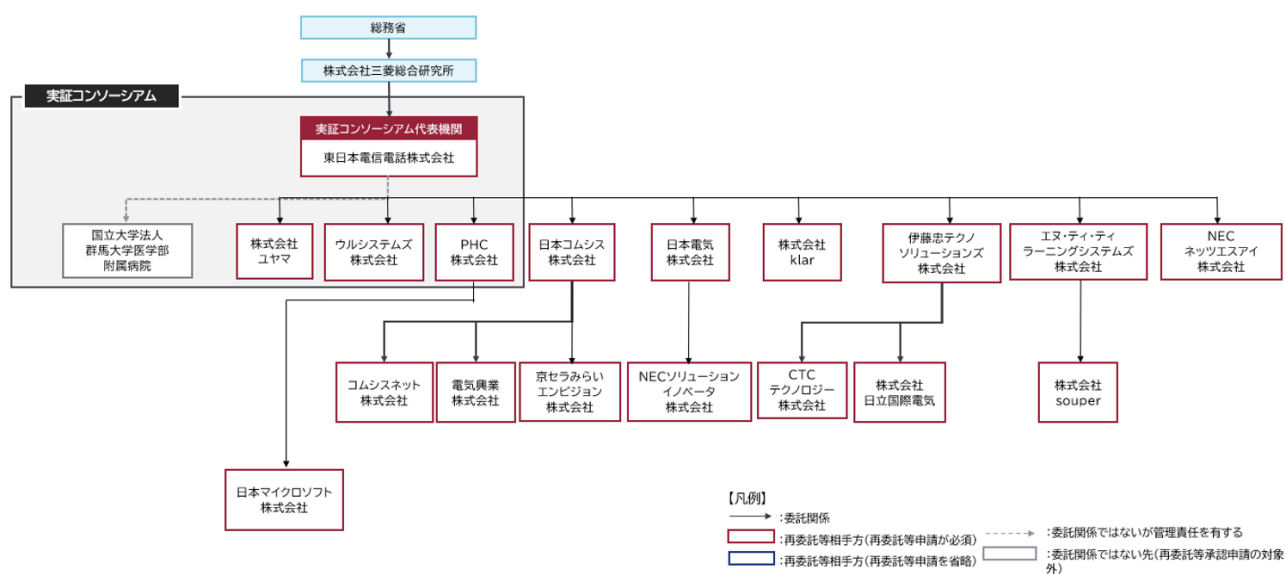 総務省
株式会社三菱総合研究所
実証コンソーシアム
実証コンソーシアム代表機関
東日本電信電話株式会社
国立大学法人
群馬大学医学部
附属病院
株式会社
ユヤマ
ウルシステムズ
株式会社
PHC
株式会社
日本コムシス
株式会社
日本電気
株式会社
株式会社
klar
伊藤忠テクノ
ソリューションズ
株式会社
エヌ・ティ・ティ
ラーニングシステムズ
株式会社
NEC
ネッツエスアイ
株式会社
コムシスネット
株式会社
電気興業
株式会社
京セラみらい
エンビジョン
株式会社
NECソリューション
イノベータ
株式会社
CTC
テクノロジー
株式会社
株式会社
日立国際電気
株式会社
souper
日本マイクロソフト
株式会社
【凡例】
:委託関係
:再委託等相手方(再委託等申請が必須)
:再委託等相手方(再委託等申請を省略)
:委託関係ではないが管理責任を有する
:委託関係ではない先(再委託等承認申請の対象
外)